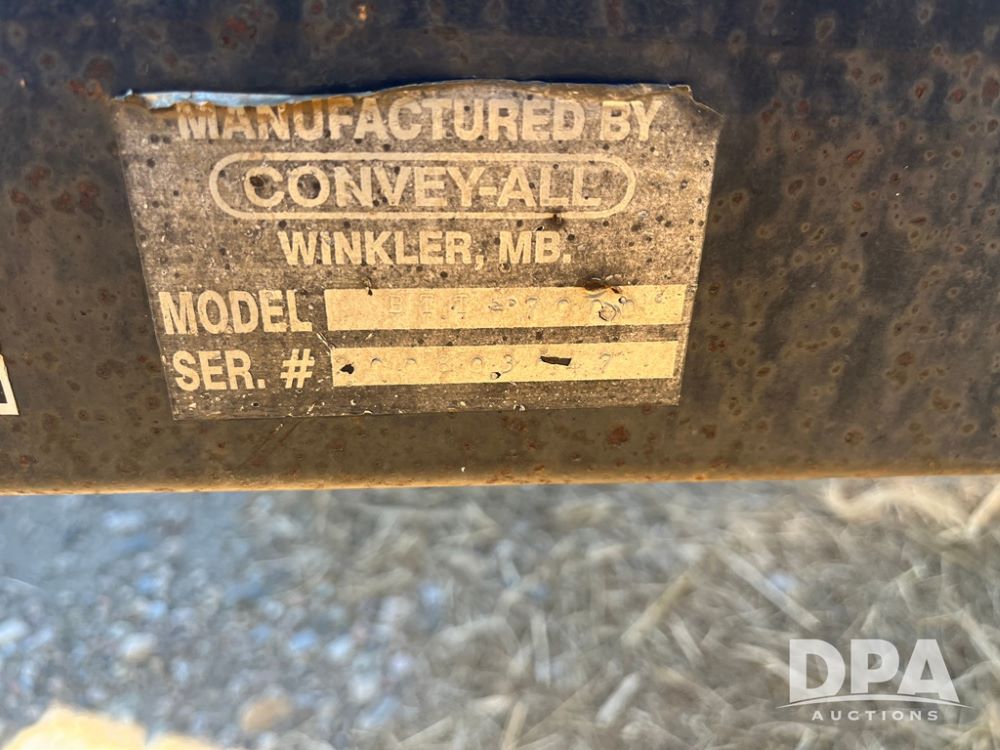 MANUFACTURED BY
CONVEY-ALL
WINKLER, MB.
MODEL
SER. #
DPA
AUCTIONS